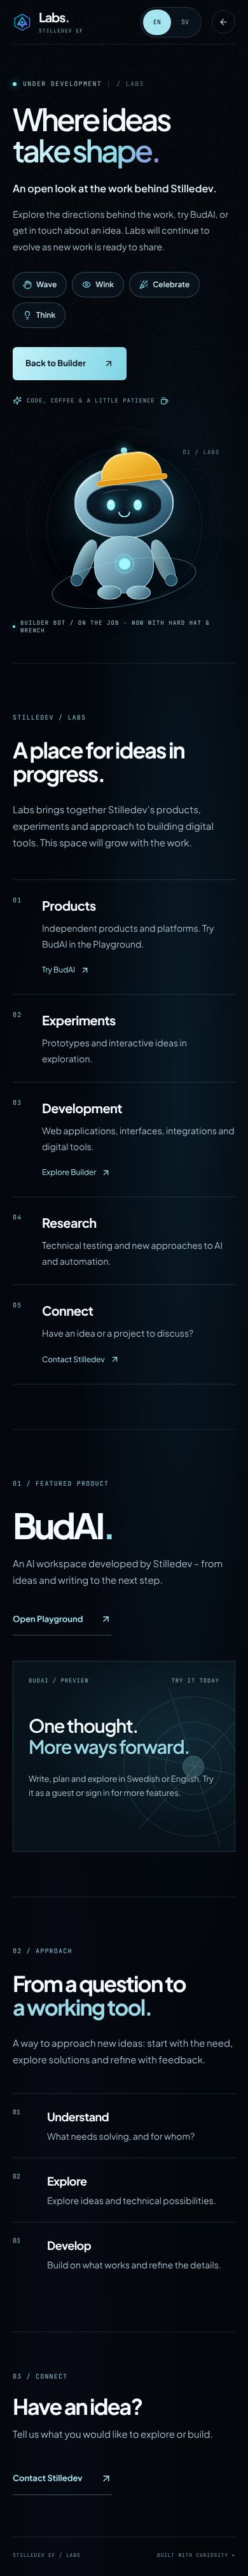 Labs.
STILLEDEV EF
EN SV
UNDER DEVELOPMENT / LABS
Where ideas
take shape.
An open look at the work behind Stilledev.
Explore the directions behind the work, try BudAI, or
get in touch about an idea. Labs will continue to
evolve as new work is ready to share.
Wave Wink Celebrate
Think
Back to Builder
CODE, COFFEE & A LITTLE PATIENCE
01 / LABS
BUILDER BOT / ON THE JOB · NOW WITH HARD HAT &
WRENCH
STILLEDEV / LABS
A place for ideas in
progress.
Labs brings together Stilledev's products,
experiments and approach to building digital
tools. This space will grow with the work.
01 Products
Independent products and platforms. Try
BudAI in the Playground.
Try BudAI
02 Experiments
Prototypes and interactive ideas in
exploration.
03 Development
Web applications, interfaces, integrations and
digital tools.
Explore Builder
04 Research
Technical testing and new approaches to AI
and automation.
05 Connect
Have an idea or a project to discuss?
Contact Stilledev
01 / FEATURED PRODUCT
BudAI.
An AI workspace developed by Stilledev – from
ideas and writing to the next step.
Open Playground
BUDAI / PREVIEW TRY IT TODAY
One thought.
More ways forward.
Write, plan and explore in Swedish or English. Try
it as a guest or sign in for more features.
02 / APPROACH
From a question to
a working tool.
A way to approach new ideas: start with the need,
explore solutions and refine with feedback.
01 Understand
What needs solving, and for whom?
02 Explore
Explore ideas and technical possibilities.
03 Develop
Build on what works and refine the details.
03 / CONNECT
Have an idea?
Tell us what you would like to explore or build.
Contact Stilledev
STILLEDEV EF / LABS BUILT WITH CURIOSITY